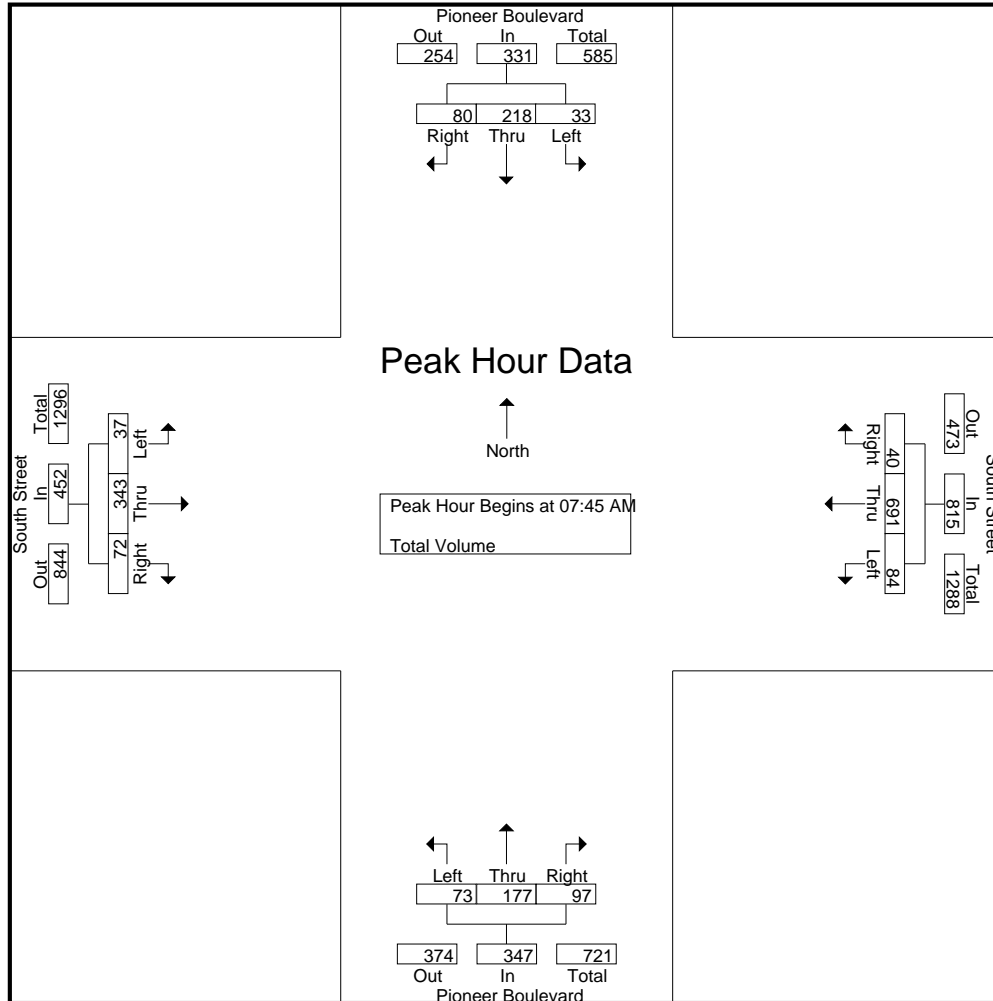 Pioneer Boulevard
Out In Total
254 331 585
80 218 33
Right Thru Left
Peak Hour Data
North
Peak Hour Begins at 07:45 AM
Total Volume
South Street
Total In Out
1296 452 844
37 343 72
Left Thru Right
South Street
Out In Total
473 815 1288
40 691 84
Right Thru Left
Left Thru Right
73 177 97
374 347 721
Out In Total
Pioneer Boulevard